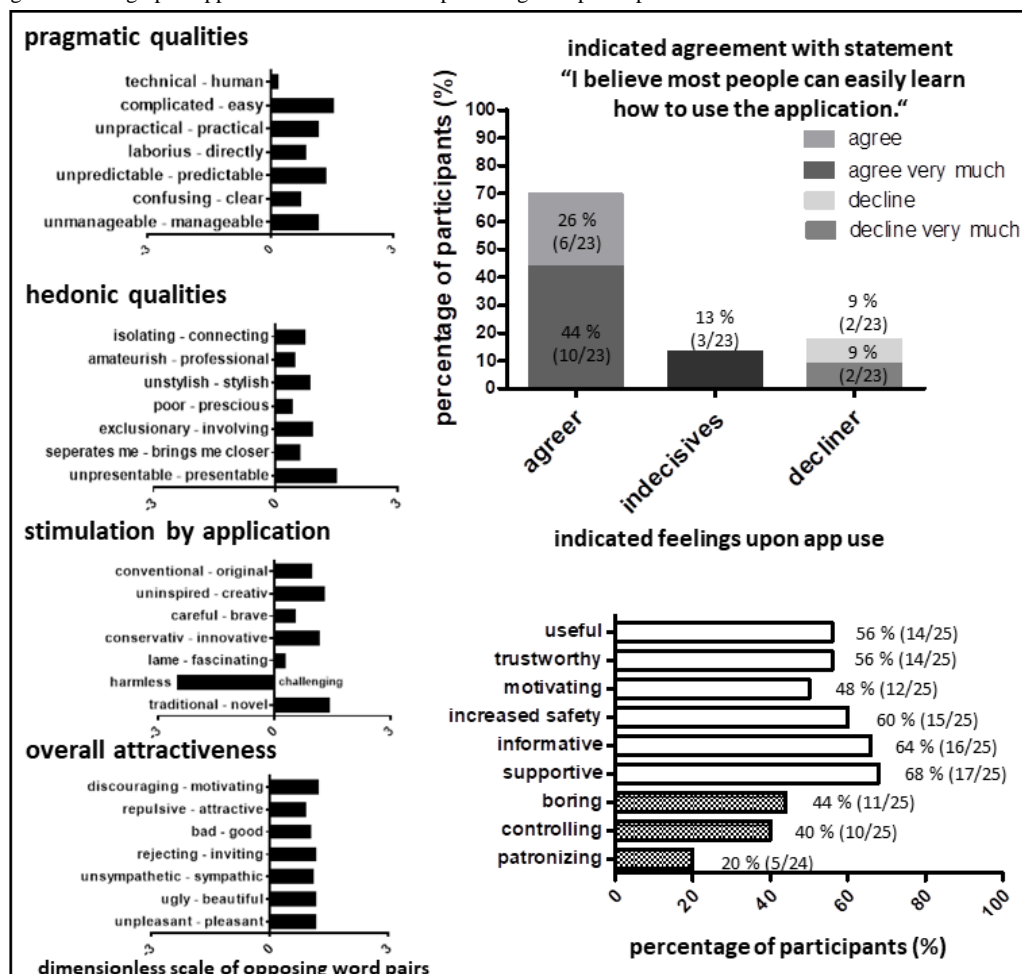 pragmatic qualities
technical - human
complicated - easy
unpractical - practical
laborius - directly
unpredictable - predictable
confusing - clear
unmanageable - manageable
-3 0 3
hedonic qualities
isolating - connecting
amateurish - professional
unstylish - stylish
poor - prescious
exclusionary - involving
seperates me - brings me closer
unpresentable - presentable
-3 0 3
stimulation by application
conventional - original
uninspired - creativ
careful - brave
conservativ - innovative
lame - fascinating
harmless challenging
traditional - novel
-3 0 3
overall attractiveness
discouraging - motivating
repulsive - attractive
bad - good
rejecting - inviting
unsympathetic - sympathic
ugly - beautiful
unpleasant - pleasant
-3 0 3
dimensionless scale of opposing word pairs
indicated agreement with statement
“I believe most people can easily learn
how to use the application.“
percentage of participants (%)
100
90
80
70
60
50
40
30
20
10
0
agree
agree very much
decline
decline very much
26 %
(6/23)
44 %
(10/23)
13 %
(3/23)
9 %
(2/23)
9 %
(2/23)
agreer
indecisives
decliner
indicated feelings upon app use
useful 56 % (14/25)
trustworthy 56 % (14/25)
motivating 48 % (12/25)
increased safety 60 % (15/25)
informative 64 % (16/25)
supportive 68 % (17/25)
boring 44 % (11/25)
controlling 40 % (10/25)
patronizing 20 % (5/24)
0 20 40 60 80 100
percentage of participants (%)